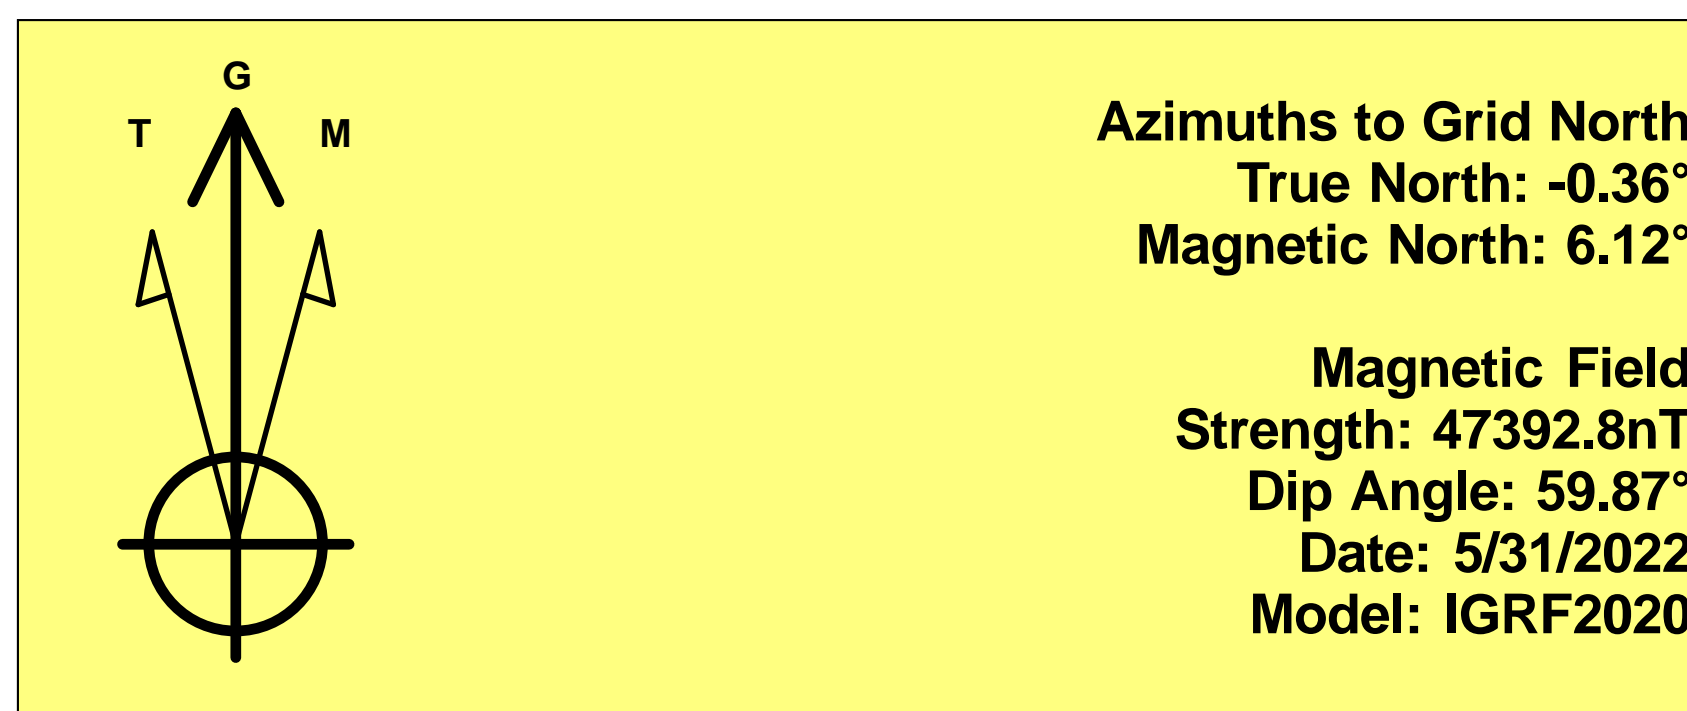 G
T M
Azimuths to Grid North
True North: -0.36°
Magnetic North: 6.12°
Magnetic Field
Strength: 47392.8nT
Dip Angle: 59.87°
Date: 5/31/2022
Model: IGRF2020